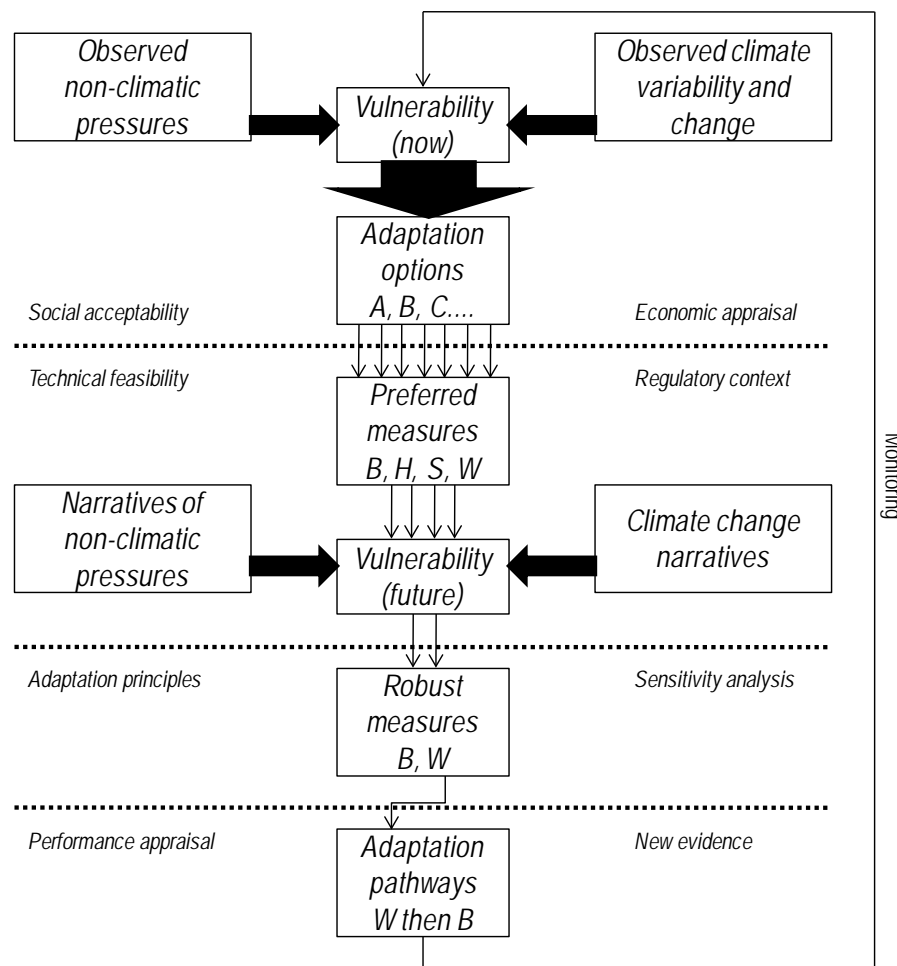 Observed
non-climatic
pressures
Observed climate
variability and
change
Vulnerability
(now)
Adaptation
options
A, B, C....
Social acceptability
Economic appraisal
Technical feasibility
Regulatory context
Preferred
measures
B, H, S, W
Monitoring
Narratives of
non-climatic
pressures
Climate change
narratives
Vulnerability
(future)
Adaptation principles
Sensitivity analysis
Robust
measures
B, W
Performance appraisal
New evidence
Adaptation
pathways
W then B